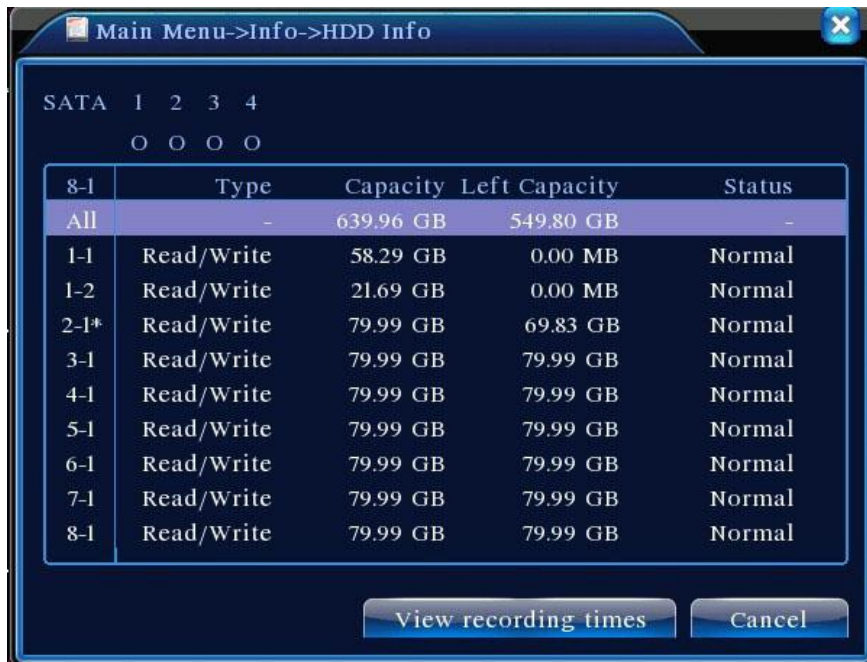 Main Menu->Info->HDD Info
SATA 1 2 3 4
O O O O
8-1 Type Capacity Left Capacity Status
All - 639.96 GB 549.80 GB -
1-1 Read/Write 58.29 GB 0.00 MB Normal
1-2 Read/Write 21.69 GB 0.00 MB Normal
2-1* Read/Write 79.99 GB 69.83 GB Normal
3-1 Read/Write 79.99 GB 79.99 GB Normal
4-1 Read/Write 79.99 GB 79.99 GB Normal
5-1 Read/Write 79.99 GB 79.99 GB Normal
6-1 Read/Write 79.99 GB 79.99 GB Normal
7-1 Read/Write 79.99 GB 79.99 GB Normal
8-1 Read/Write 79.99 GB 79.99 GB Normal
View recording times Cancel